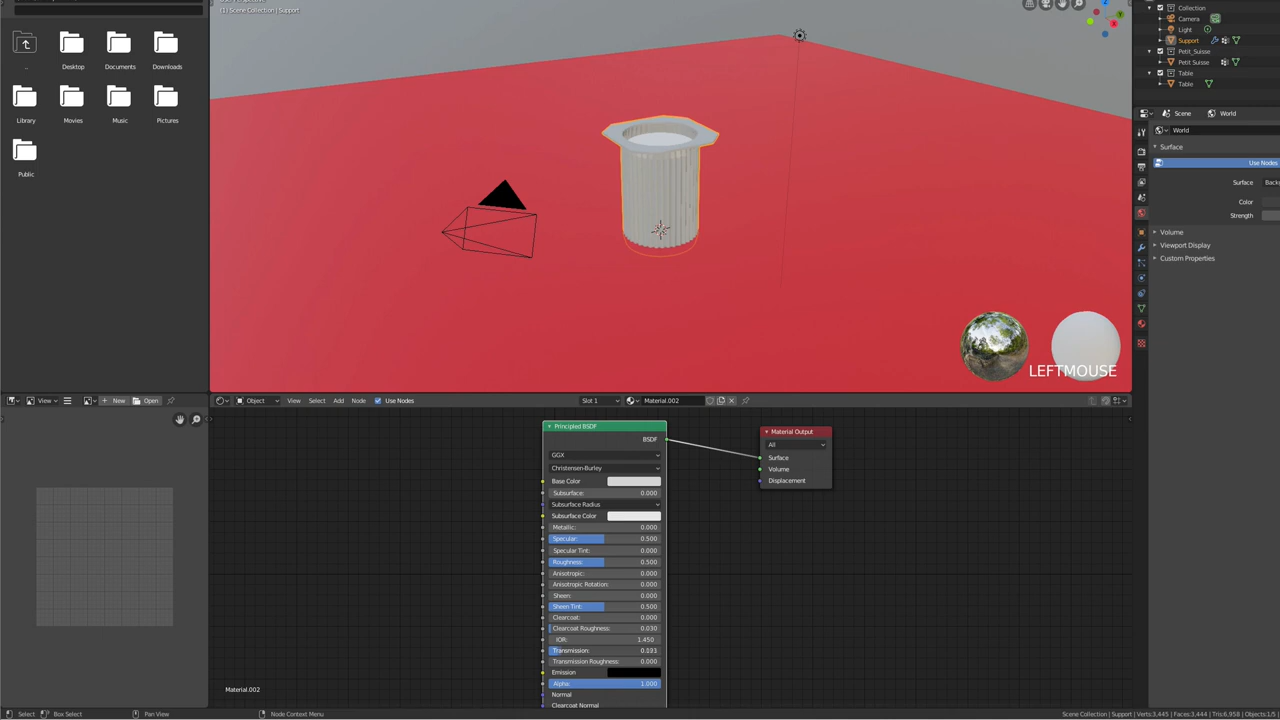 (1) Scene Collection | Support
Collection
Camera
Light
Support
Petit_Suisse
Petit Suisse
Table
Table
..
Desktop
Documents
Downloads
Library
Movies
Music
Pictures
Public
Scene
World
World
Surface
Use Nodes
Surface
Color
Strength
Volume
Viewport Display
Custom Properties
LEFTMOUSE
View
New
Open
Object
View
Select
Add
Node
Use Nodes
Slot 1
Material.002
Principled BSDF
BSDF
GGX
Christensen-Burley
Base Color
Subsurface: 0.000
Subsurface Radius
Subsurface Color
Metallic: 0.000
Specular: 0.500
Specular Tint: 0.000
Roughness: 0.500
Anisotropic: 0.000
Anisotropic Rotation: 0.000
Sheen: 0.000
Sheen Tint: 0.500
Clearcoat: 0.000
Clearcoat Roughness: 0.030
IOR: 1.450
Transmission:
Transmission Roughness: 0.000
Emission
Alpha: 1.000
Normal
Clearcoat Normal
Material Output
All
Surface
Volume
Displacement
Material.002
Select
Box Select
Pan View
Node Context Menu
Scene Collection | Support | Verts:3,445 | Faces:3,444 | Tris:6,958 | Objects:1/5